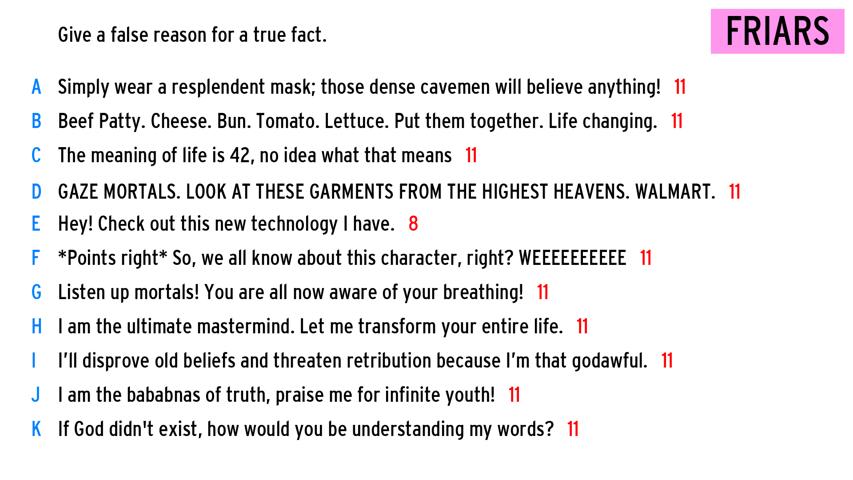 Give a false reason for a true fact.
FRIARS
A Simply wear a resplendent mask; those dense cavemen will believe anything! 11
B Beef Patty. Cheese. Bun. Tomato. Lettuce. Put them together. Life changing. 11
C The meaning of life is 42, no idea what that means 11
D GAZE MORTALS. LOOK AT THESE GARMENTS FROM THE HIGHEST HEAVENS. WALMART. 11
E Hey! Check out this new technology I have. 8
F *Points right* So, we all know about this character, right? WEEEEEEEEEE 11
G Listen up mortals! You are all now aware of your breathing! 11
H I am the ultimate mastermind. Let me transform your entire life. 11
I I'll disprove old beliefs and threaten retribution because I'm that godawful. 11
J I am the bababnas of truth, praise me for infinite youth! 11
K If God didn't exist, how would you be understanding my words? 11